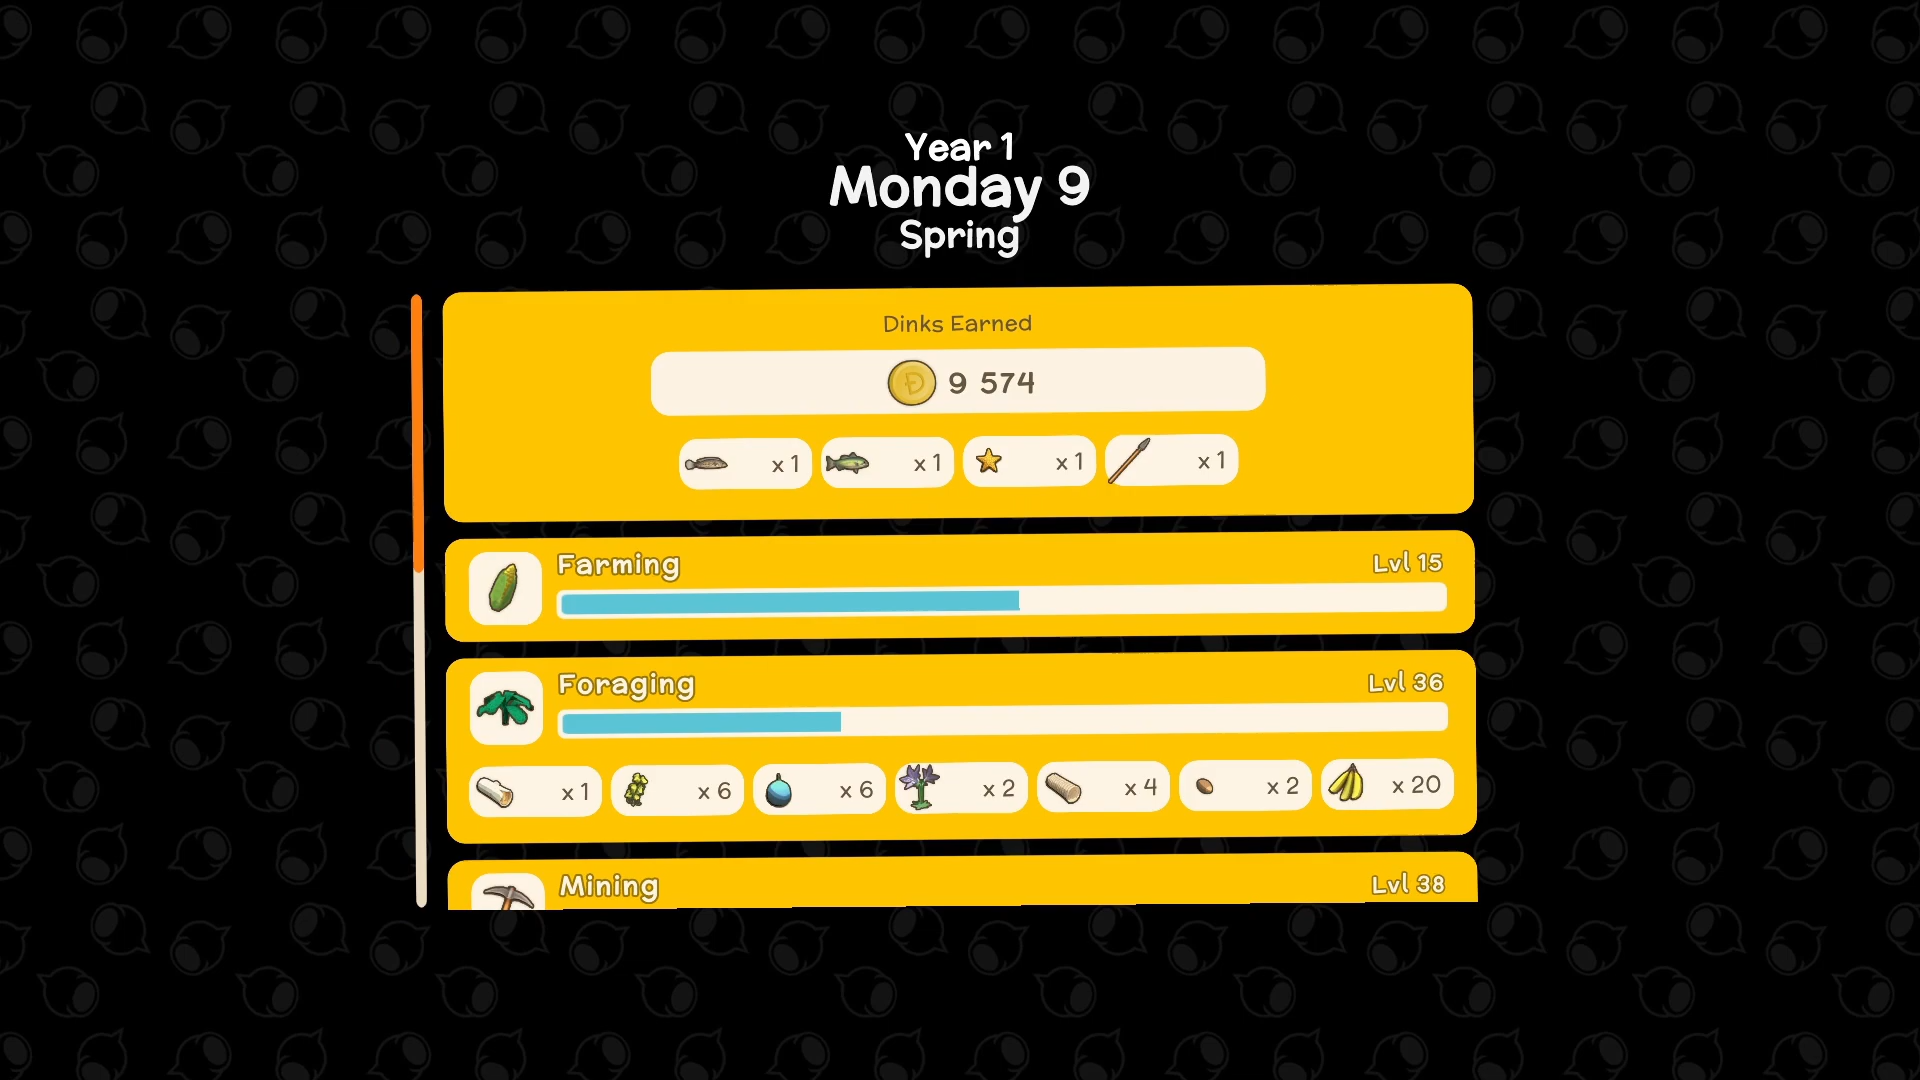 Year 1
Monday 9
Spring
Dinks Earned
Đ 9 574
x 1 x 1 x 1 x 1
Farming Lvl 15
Foraging Lvl 36
x 1 x 6 x 6 x 2 x 4 x 2 x 20
Mining Lvl 38